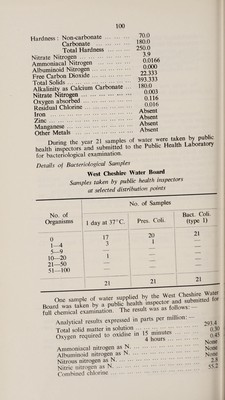 100
Hardness : Non-carbonate ... ... 70.0
Carbonate ... ... 180.0
Total Hardness ... 250.0
Nitrate Nitrogen ... ... 3.9
Ammoniacal Nitrogen ... ... 0.0166
Albuminoid Nitrogen ... ... 0.000
Free Carbon Dioxide ... ... 22.333
Total Solids ... ... 393.333
Alkalinity as Calcium Carbonate ... 180.0
Nitrate Nitrogen ... ... 0.003
Oxygen absorbed ... ... 0.116
Residual Chlorine ... ... 0.016
Iron ... ... Absent
Zinc ... ... Absent
Manganese ... ... Absent
Other Metals ... ... Absent
During the year 21 samples of water were taken by public
health inspectors and submitted to the Public Health Laboratory
for bacteriological examination.
Details of Bacteriological Samples
West Cheshire Water Board
Samples taken by public health inspectors
at selected distribution points
No. of Samples
No. of Organisms | 1 day at 37°C. | Pres. Coli. | Bact. Coli. (type 1)
0 17 20 21
1—4 3 1 —
5—9 — — —
10—20 1 — —
21—50 — — —
51—100 — — —
21 21 21
One sample of water supplied by the West Cheshire Water
Board was taken by a public health inspector and submitted for
full chemical examination. The result was as follows: —
Analytical results expressed in parts per million: —
Total solid matter in solution ... ... 293.4
Oxygen required to oxidise in 15 minutes ... 0.30
4 hours ... 0.45
Ammoniacal nitrogen as N. ... ... None
Albuminoid nitrogen as N. ... ... None
Nitrous nitrogen as N. ... ... None
Nitric nitrogen as N. ... ... 2.8
Combined chlorine ... ... 55.2